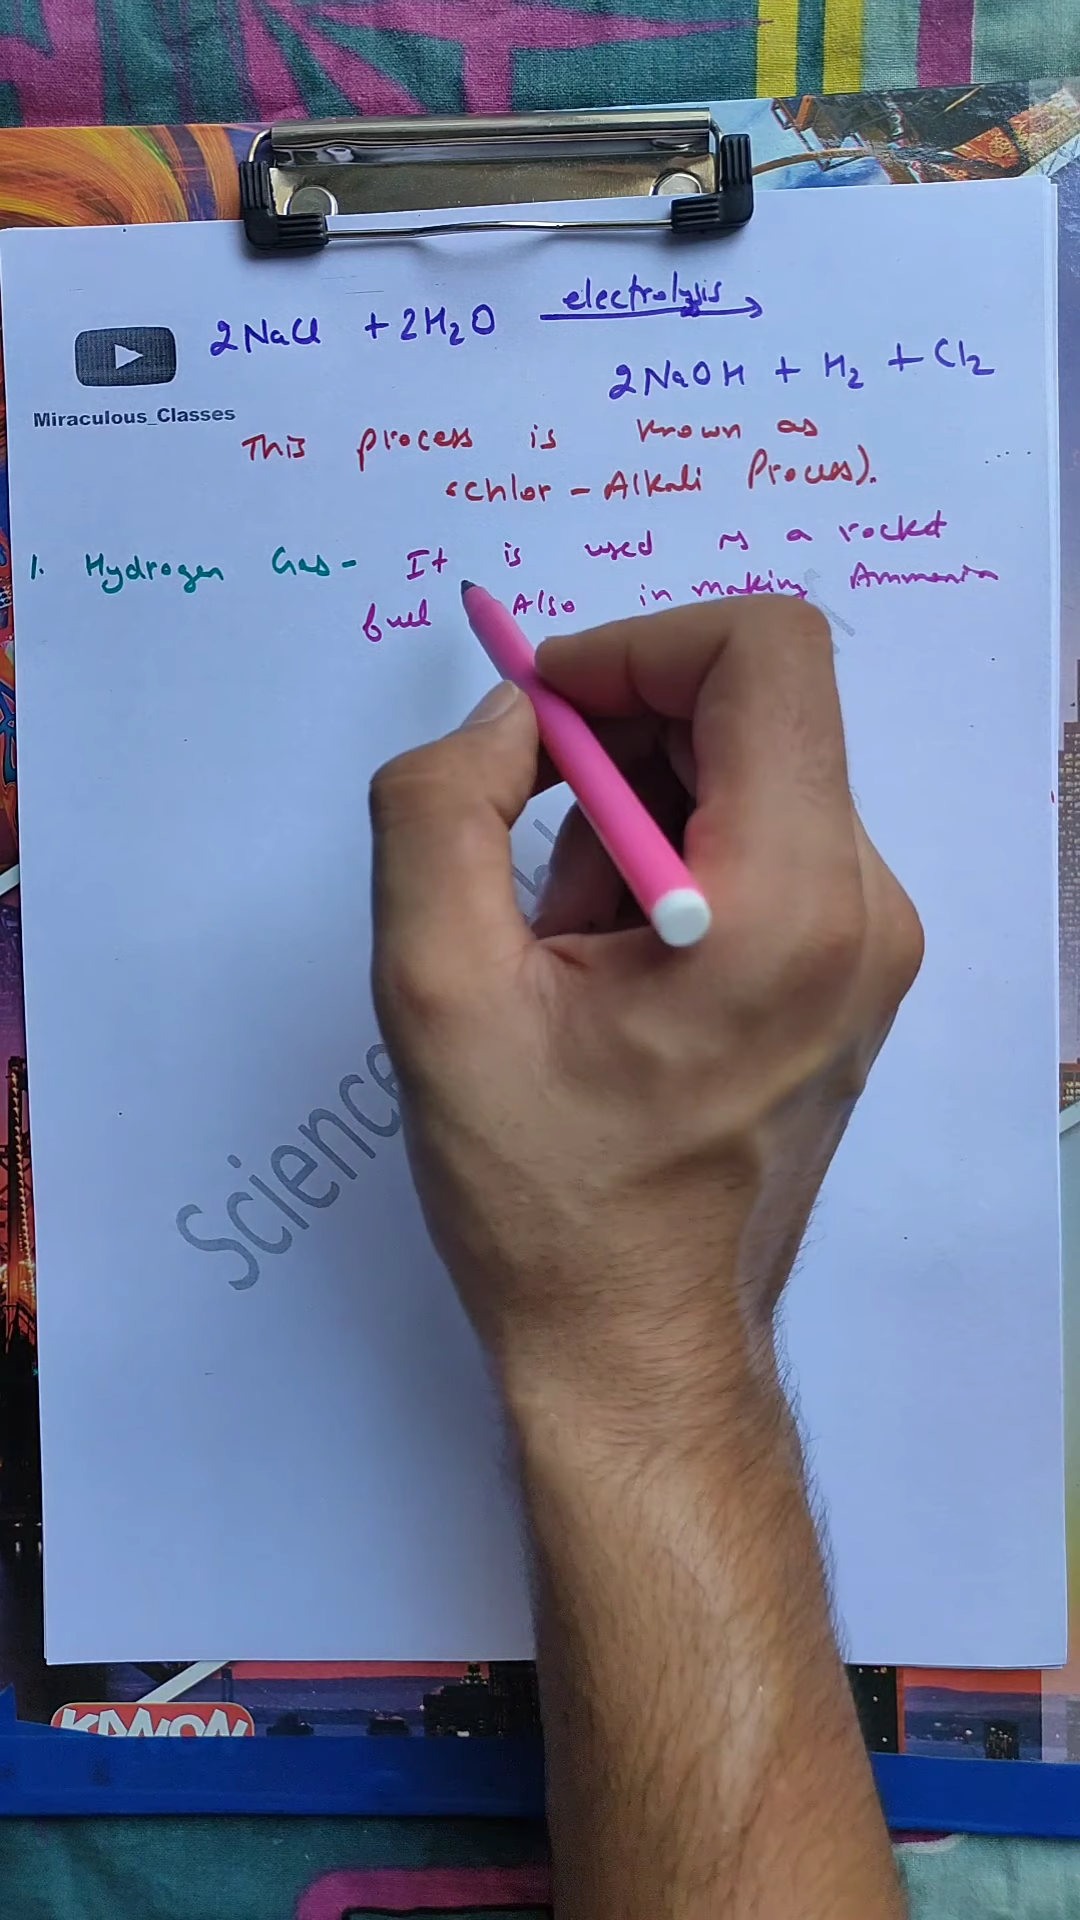 2NaCl + 2H₂O electrolysis
2NaOH + H₂ + Cl₂
Miraculous_Classes
This process is known as
(Chlor - Alkali Process).
1. Hydrogen Gas - It is used as a rocket
fuel Also in making Ammonia
Science
KAWON